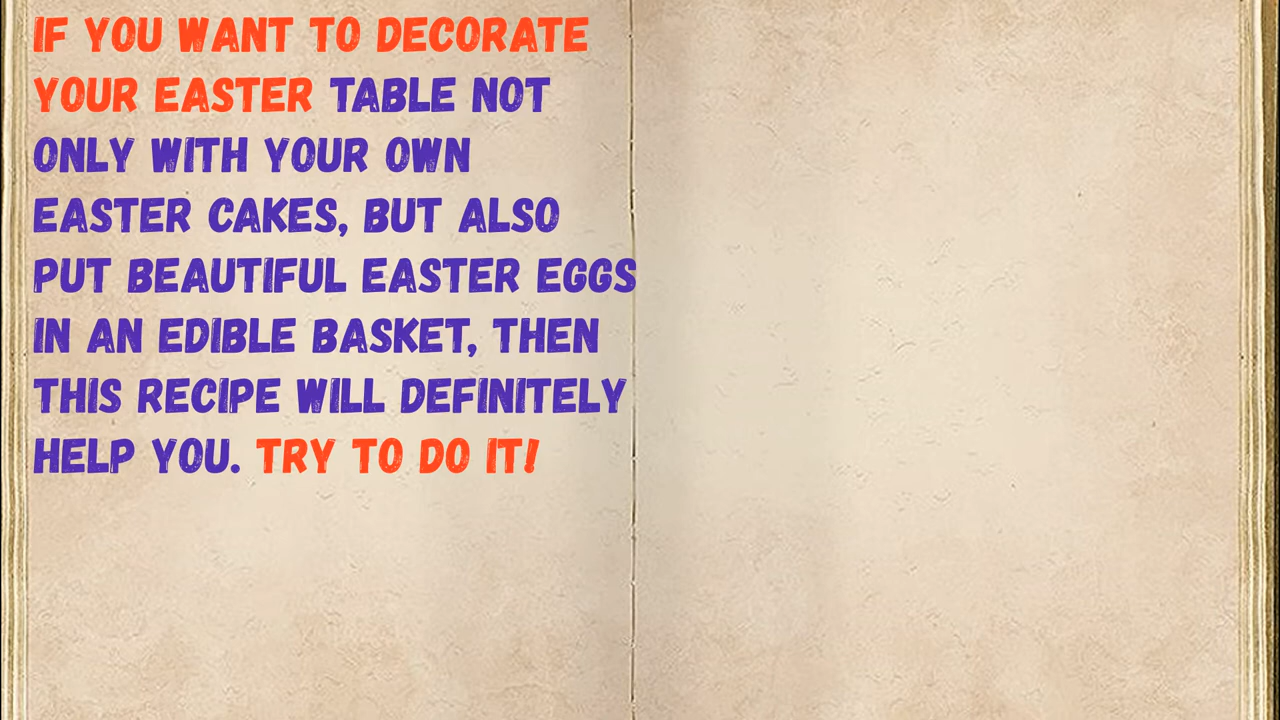 IF YOU WANT TO DECORATE
YOUR EASTER TABLE NOT
ONLY WITH YOUR OWN
EASTER CAKES, BUT ALSO
PUT BEAUTIFUL EASTER EGGS
IN AN EDIBLE BASKET, THEN
THIS RECIPE WILL DEFINITELY
HELP YOU. TRY TO DO IT!